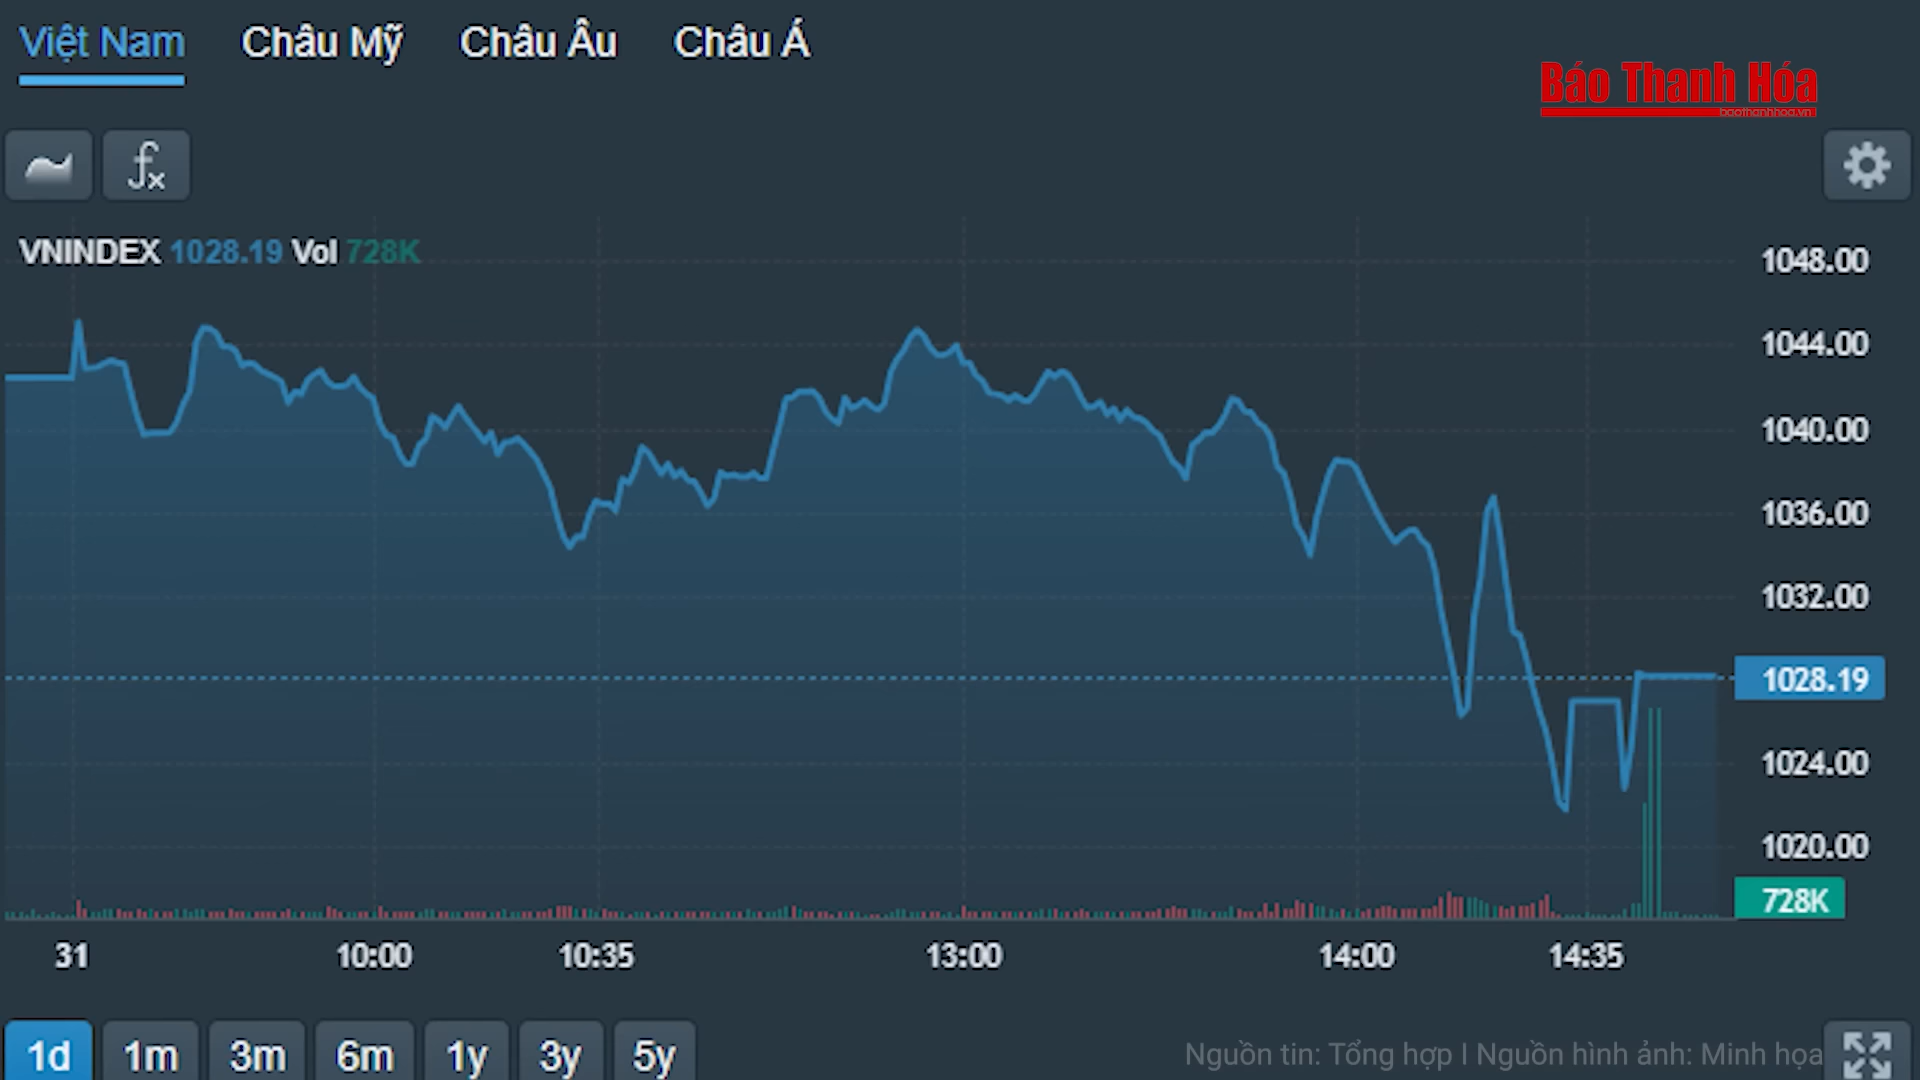 Việt Nam Châu Mỹ Châu Âu Châu Á
Báo Thanh Hóa
baothanhhoa.vn
fx
VNINDEX 1028.19 Vol 728K
1048.00
1044.00
1040.00
1036.00
1032.00
1028.19
1024.00
1020.00
728K
31 10:00 10:35 13:00 14:00 14:35
1d 1m 3m 6m 1y 3y 5y
Nguồn tin: Tổng hợp I Nguồn hình ảnh: Minh họa